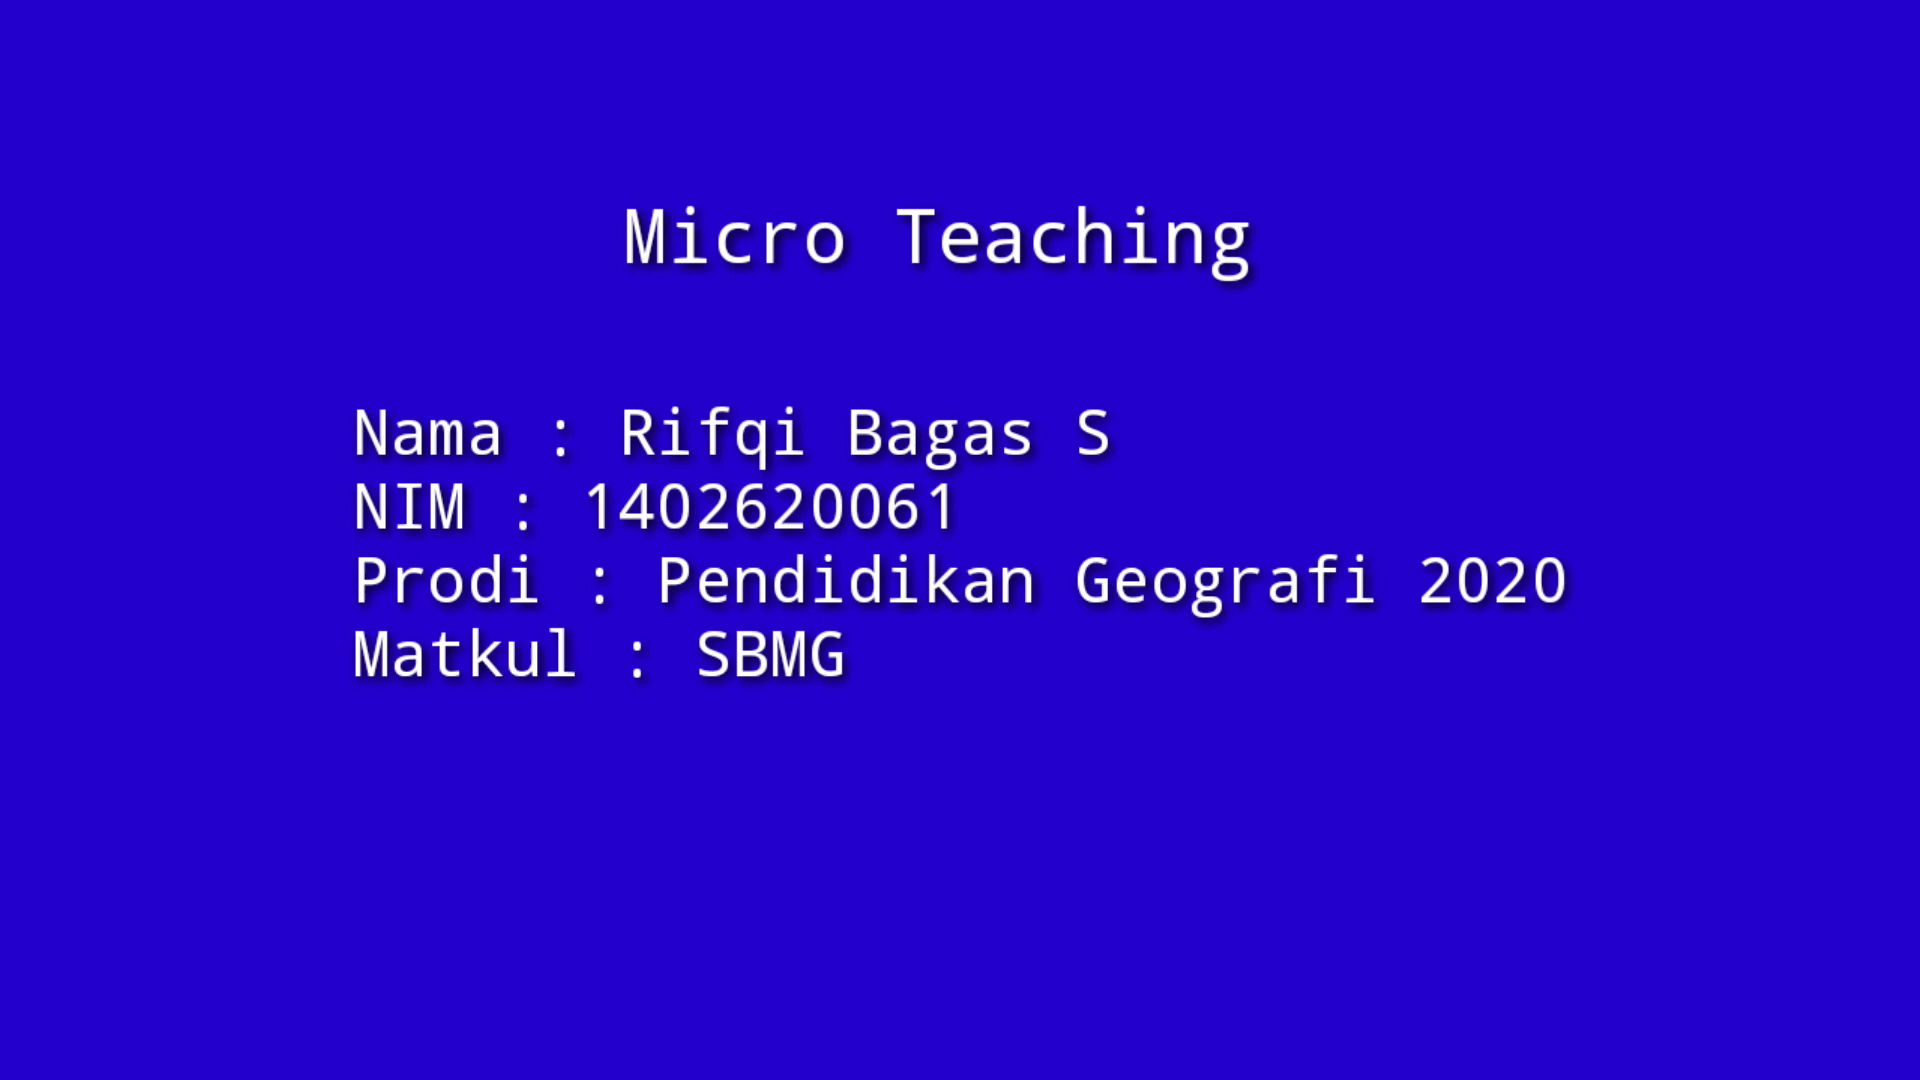 Micro Teaching
Nama : Rifqi Bagas S
NIM : 1402620061
Prodi : Pendidikan Geografi 2020
Matkul : SBMG